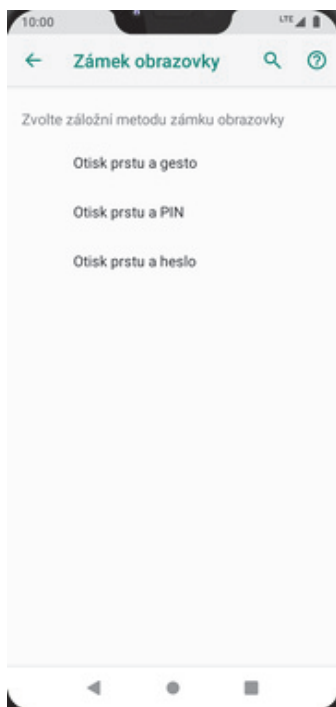 10:00
LTE
Zámek obrazovky
Zvolte záložní metodu zámku obrazovky
Otisk prstu a gesto
Otisk prstu a PIN
Otisk prstu a heslo